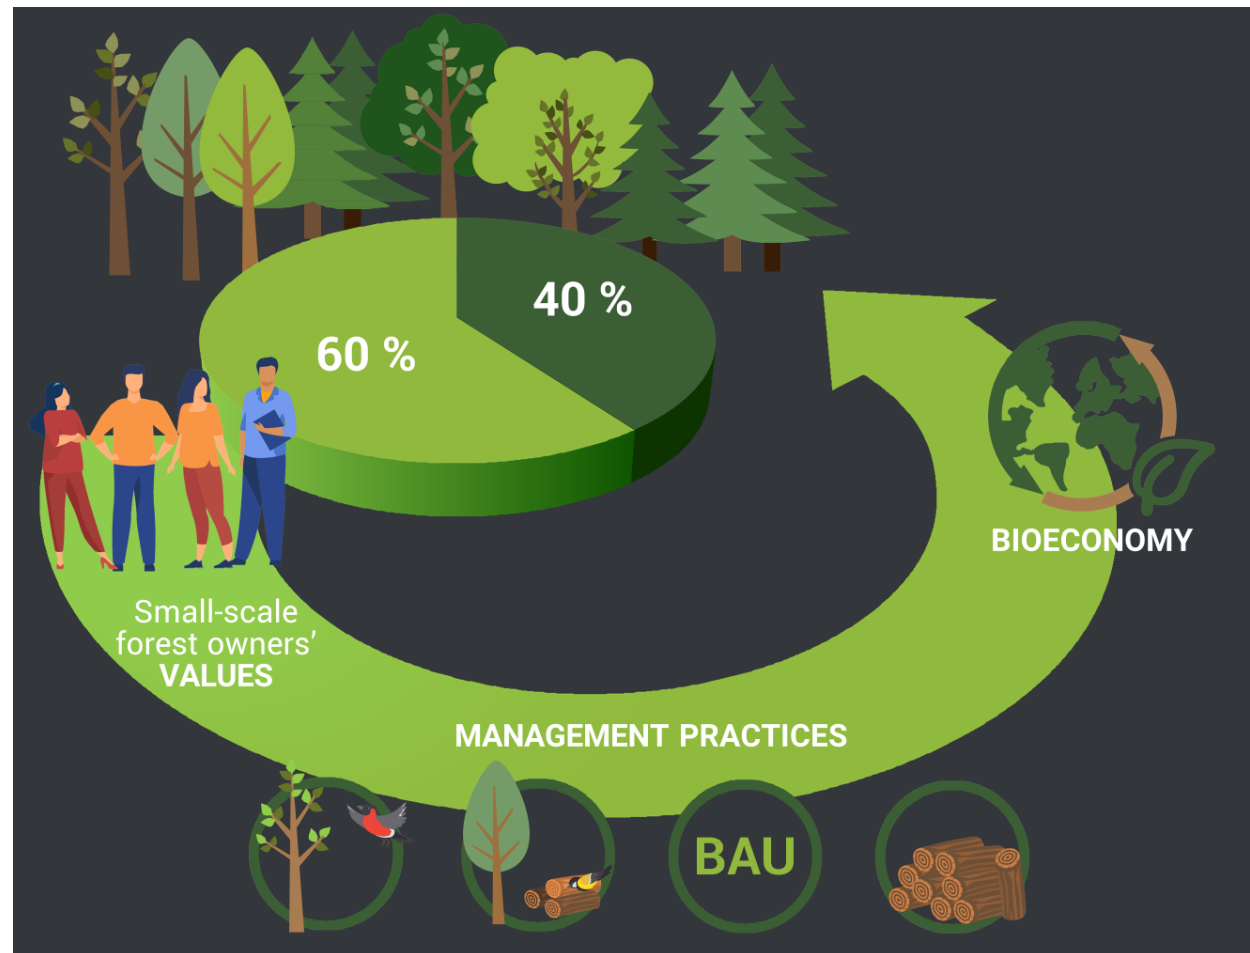 40 %
60 %
BIOECONOMY
Small-scale
forest owners’
VALUES
MANAGEMENT PRACTICES
BAU